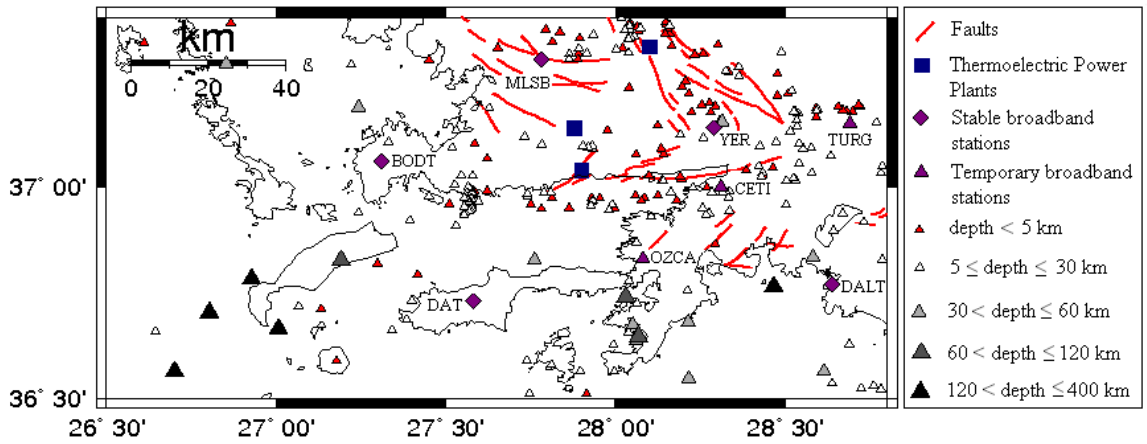 km
0 20 40
MLSB
BODT
YER
TURG
CETI
OZCA
DAT
DALT
37° 00'
36° 30'
26° 30'
27° 00'
27° 30'
28° 00'
28° 30'
Faults
Thermoelectric Power
Plants
Stable broadband
stations
Temporary broadband
stations
depth < 5 km
5 ≤ depth ≤ 30 km
30 < depth ≤ 60 km
60 < depth ≤ 120 km
120 < depth ≤ 400 km